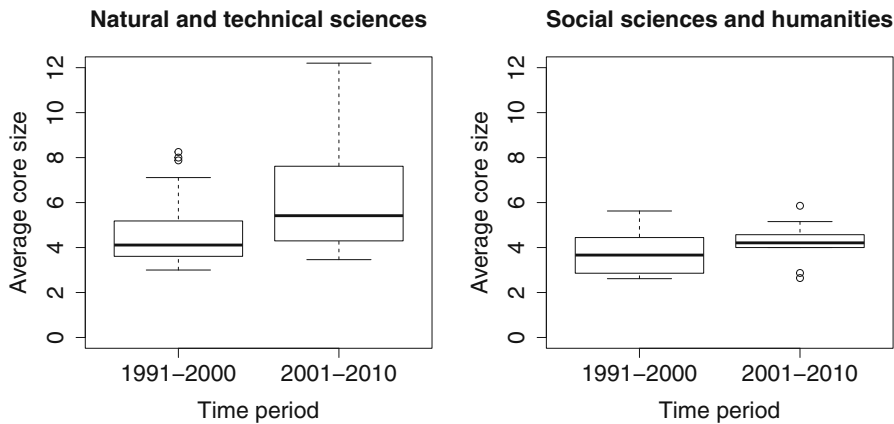 Natural and technical sciences
Average core size
0 2 4 6 8 10 12
1991–2000 2001–2010
Time period
Social sciences and humanities
Average core size
0 2 4 6 8 10 12
1991–2000 2001–2010
Time period